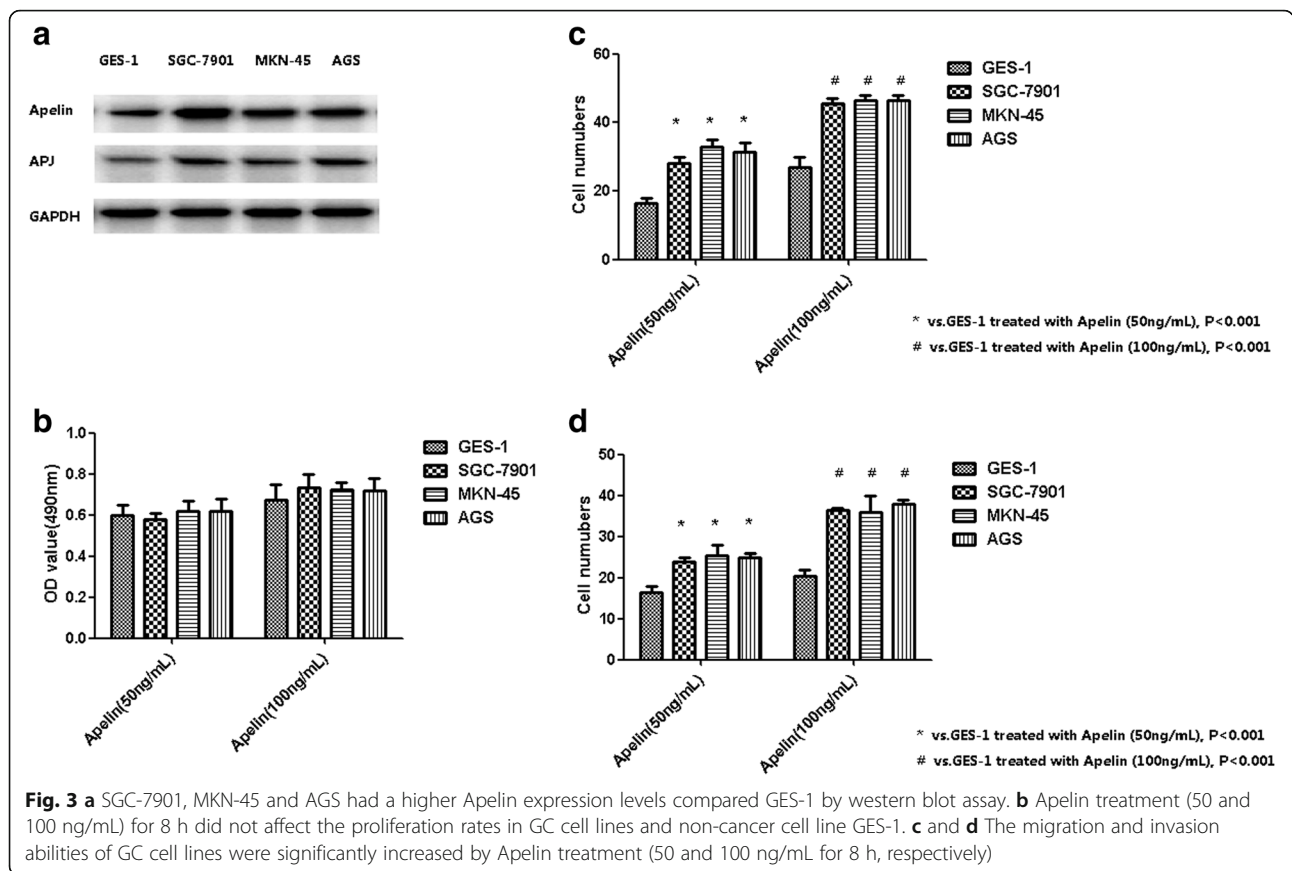 a
GES-1 SGC-7901 MKN-45 AGS
Apelin
APJ
GAPDH
c
60
40
20
0
Cell numubers
* * *
# # #
GES-1
SGC-7901
MKN-45
AGS
Apelin(50ng/mL)
Apelin(100ng/mL)
* vs.GES-1 treated with Apelin (50ng/mL), P<0.001
# vs.GES-1 treated with Apelin (100ng/mL), P<0.001
b
1.0
0.8
0.6
0.4
0.2
0.0
OD value(490nm)
GES-1
SGC-7901
MKN-45
AGS
Apelin(50ng/mL)
Apelin(100ng/mL)
d
50
40
30
20
10
0
Cell numubers
* * *
# # #
GES-1
SGC-7901
MKN-45
AGS
Apelin(50ng/mL)
Apelin(100ng/mL)
* vs.GES-1 treated with Apelin (50ng/mL), P<0.001
# vs.GES-1 treated with Apelin (100ng/mL), P<0.001
Fig. 3 a SGC-7901, MKN-45 and AGS had a higher Apelin expression levels compared GES-1 by western blot assay. b Apelin treatment (50 and
100 ng/mL) for 8 h did not affect the proliferation rates in GC cell lines and non-cancer cell line GES-1. c and d The migration and invasion
abilities of GC cell lines were significantly increased by Apelin treatment (50 and 100 ng/mL for 8 h, respectively)